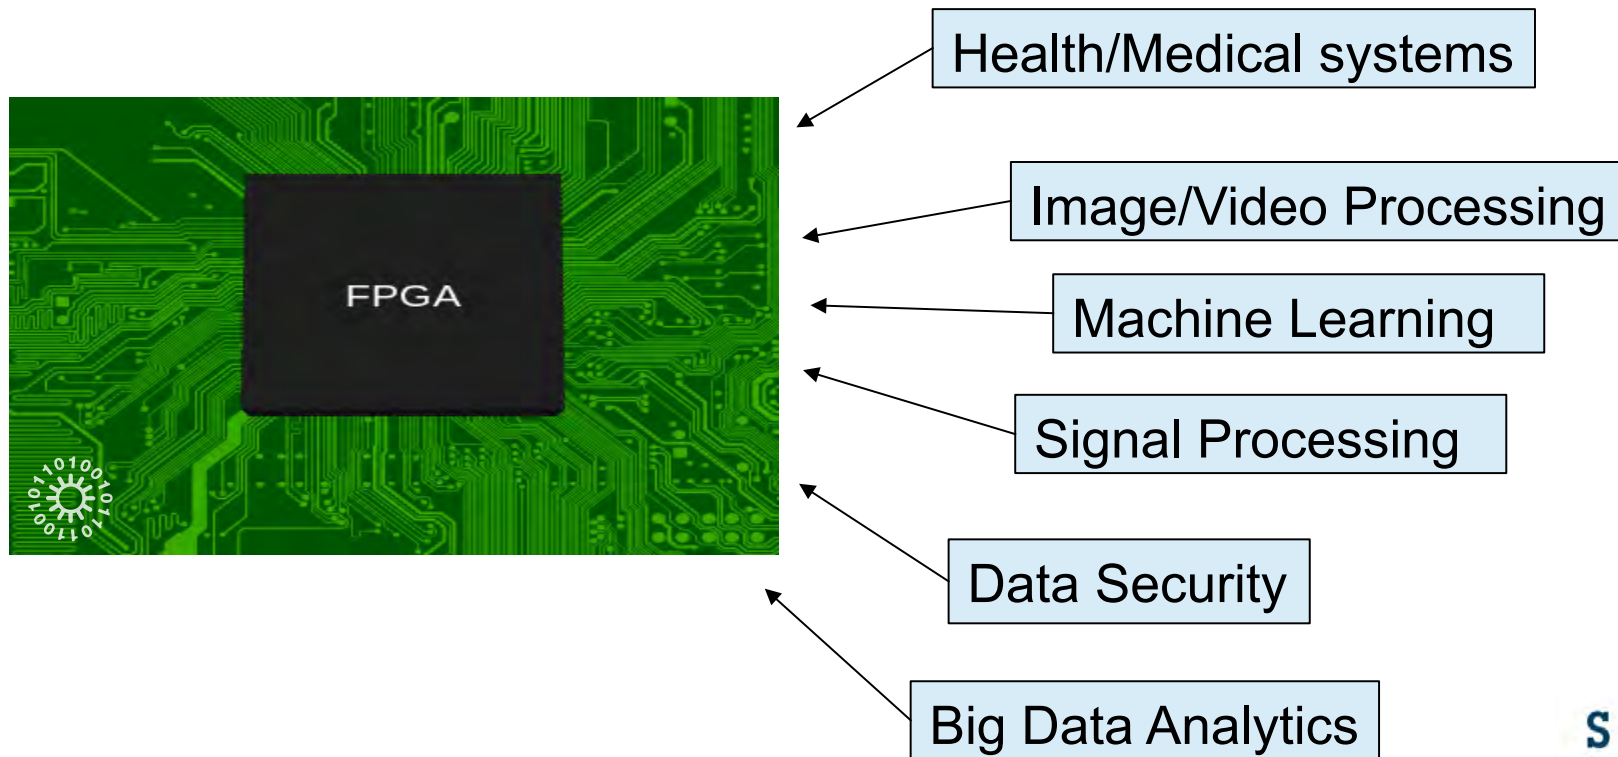 Health/Medical systems
Image/Video Processing
FPGA
Machine Learning
Signal Processing
Data Security
Big Data Analytics
S